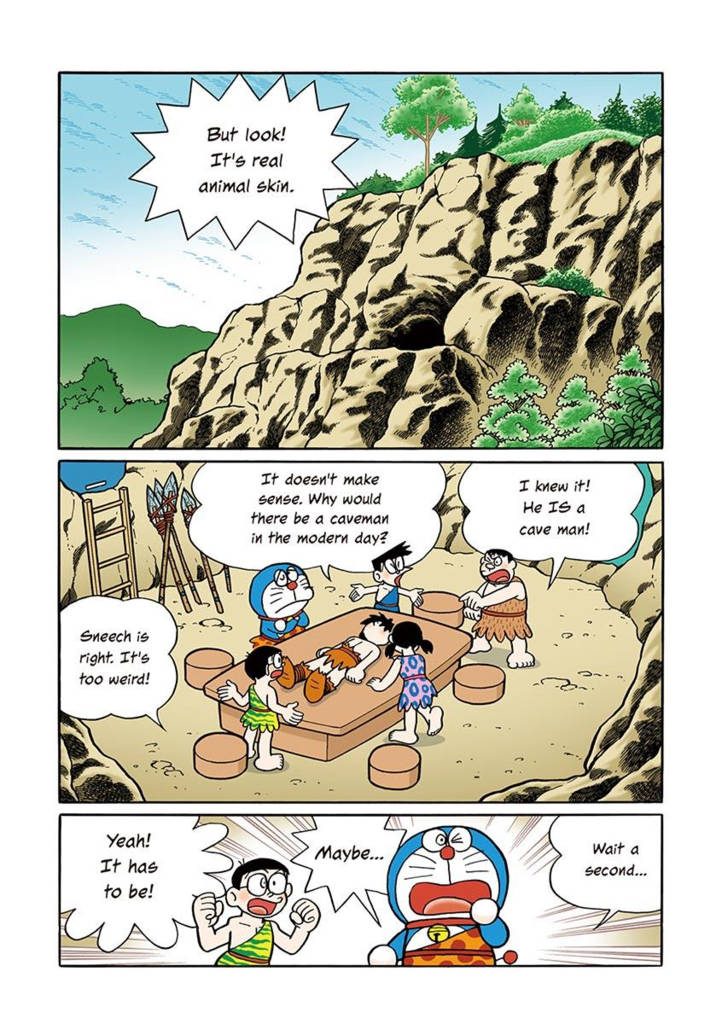 But look!
It's real
animal skin.
It doesn't make
sense. Why would
there be a caveman
in the modern day?
I knew it!
He IS a
cave man!
Sneech is
right. It's
too weird!
Yeah!
It has
to be!
Maybe...
Wait a
second...